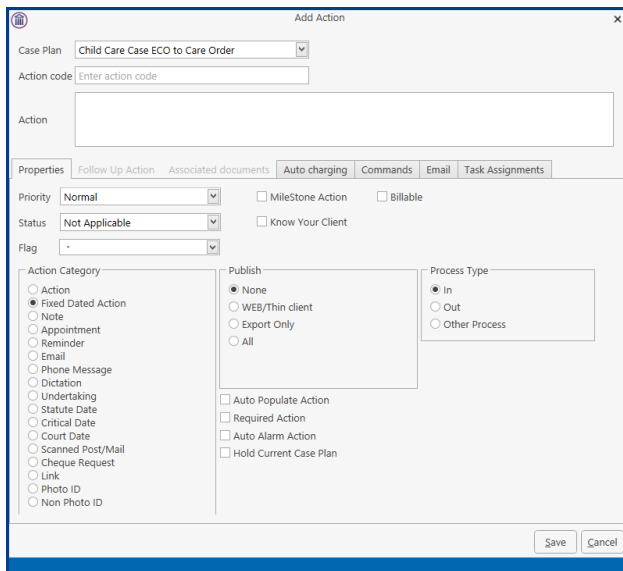 Add Action
Case Plan Child Care Case ECO to Care Order
Action code Enter action code
Action
Properties Follow Up Action Associated documents Auto charging Commands Email Task Assignments
Priority Normal MileStone Action Billable
Status Not Applicable Know Your Client
Flag -
Action Category Publish Process Type
Action None In
Fixed Dated Action WEB/Thin client Out
Note Export Only Other Process
Appointment All
Reminder
Email
Phone Message
Dictation
Undertaking Auto Populate Action
Statute Date Required Action
Critical Date Auto Alarm Action
Court Date Hold Current Case Plan
Scanned Post/Mail
Cheque Request
Link
Photo ID
Non Photo ID
Save Cancel